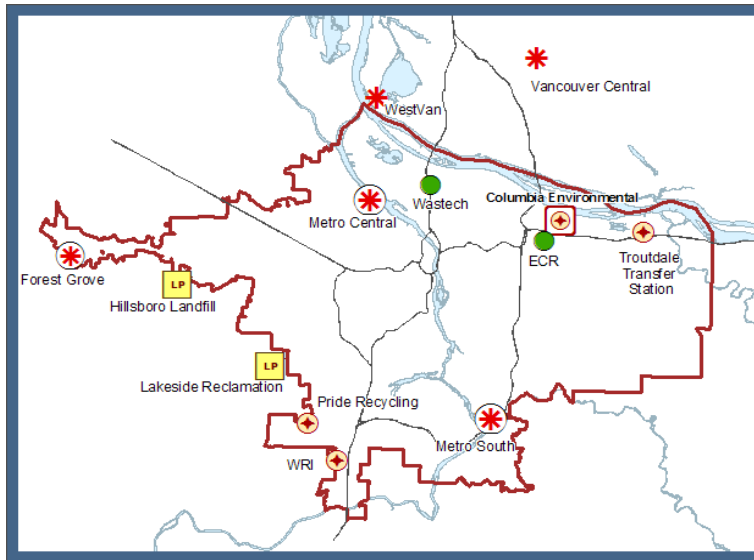 Vancouver Central
WestVan
Wastech
Columbia Environmental
Metro Central
ECR
Troutdale
Transfer
Station
Forest Grove
LP
Hillsboro Landfill
LP
Lakeside Reclamation
Pride Recycling
Metro South
WRI